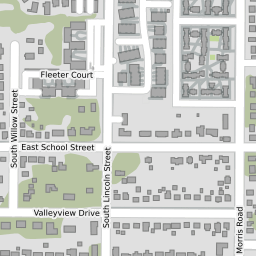 Fleeter Court
South Willow Street
East School Street
South Lincoln Street
Valleyview Drive
Morris Road